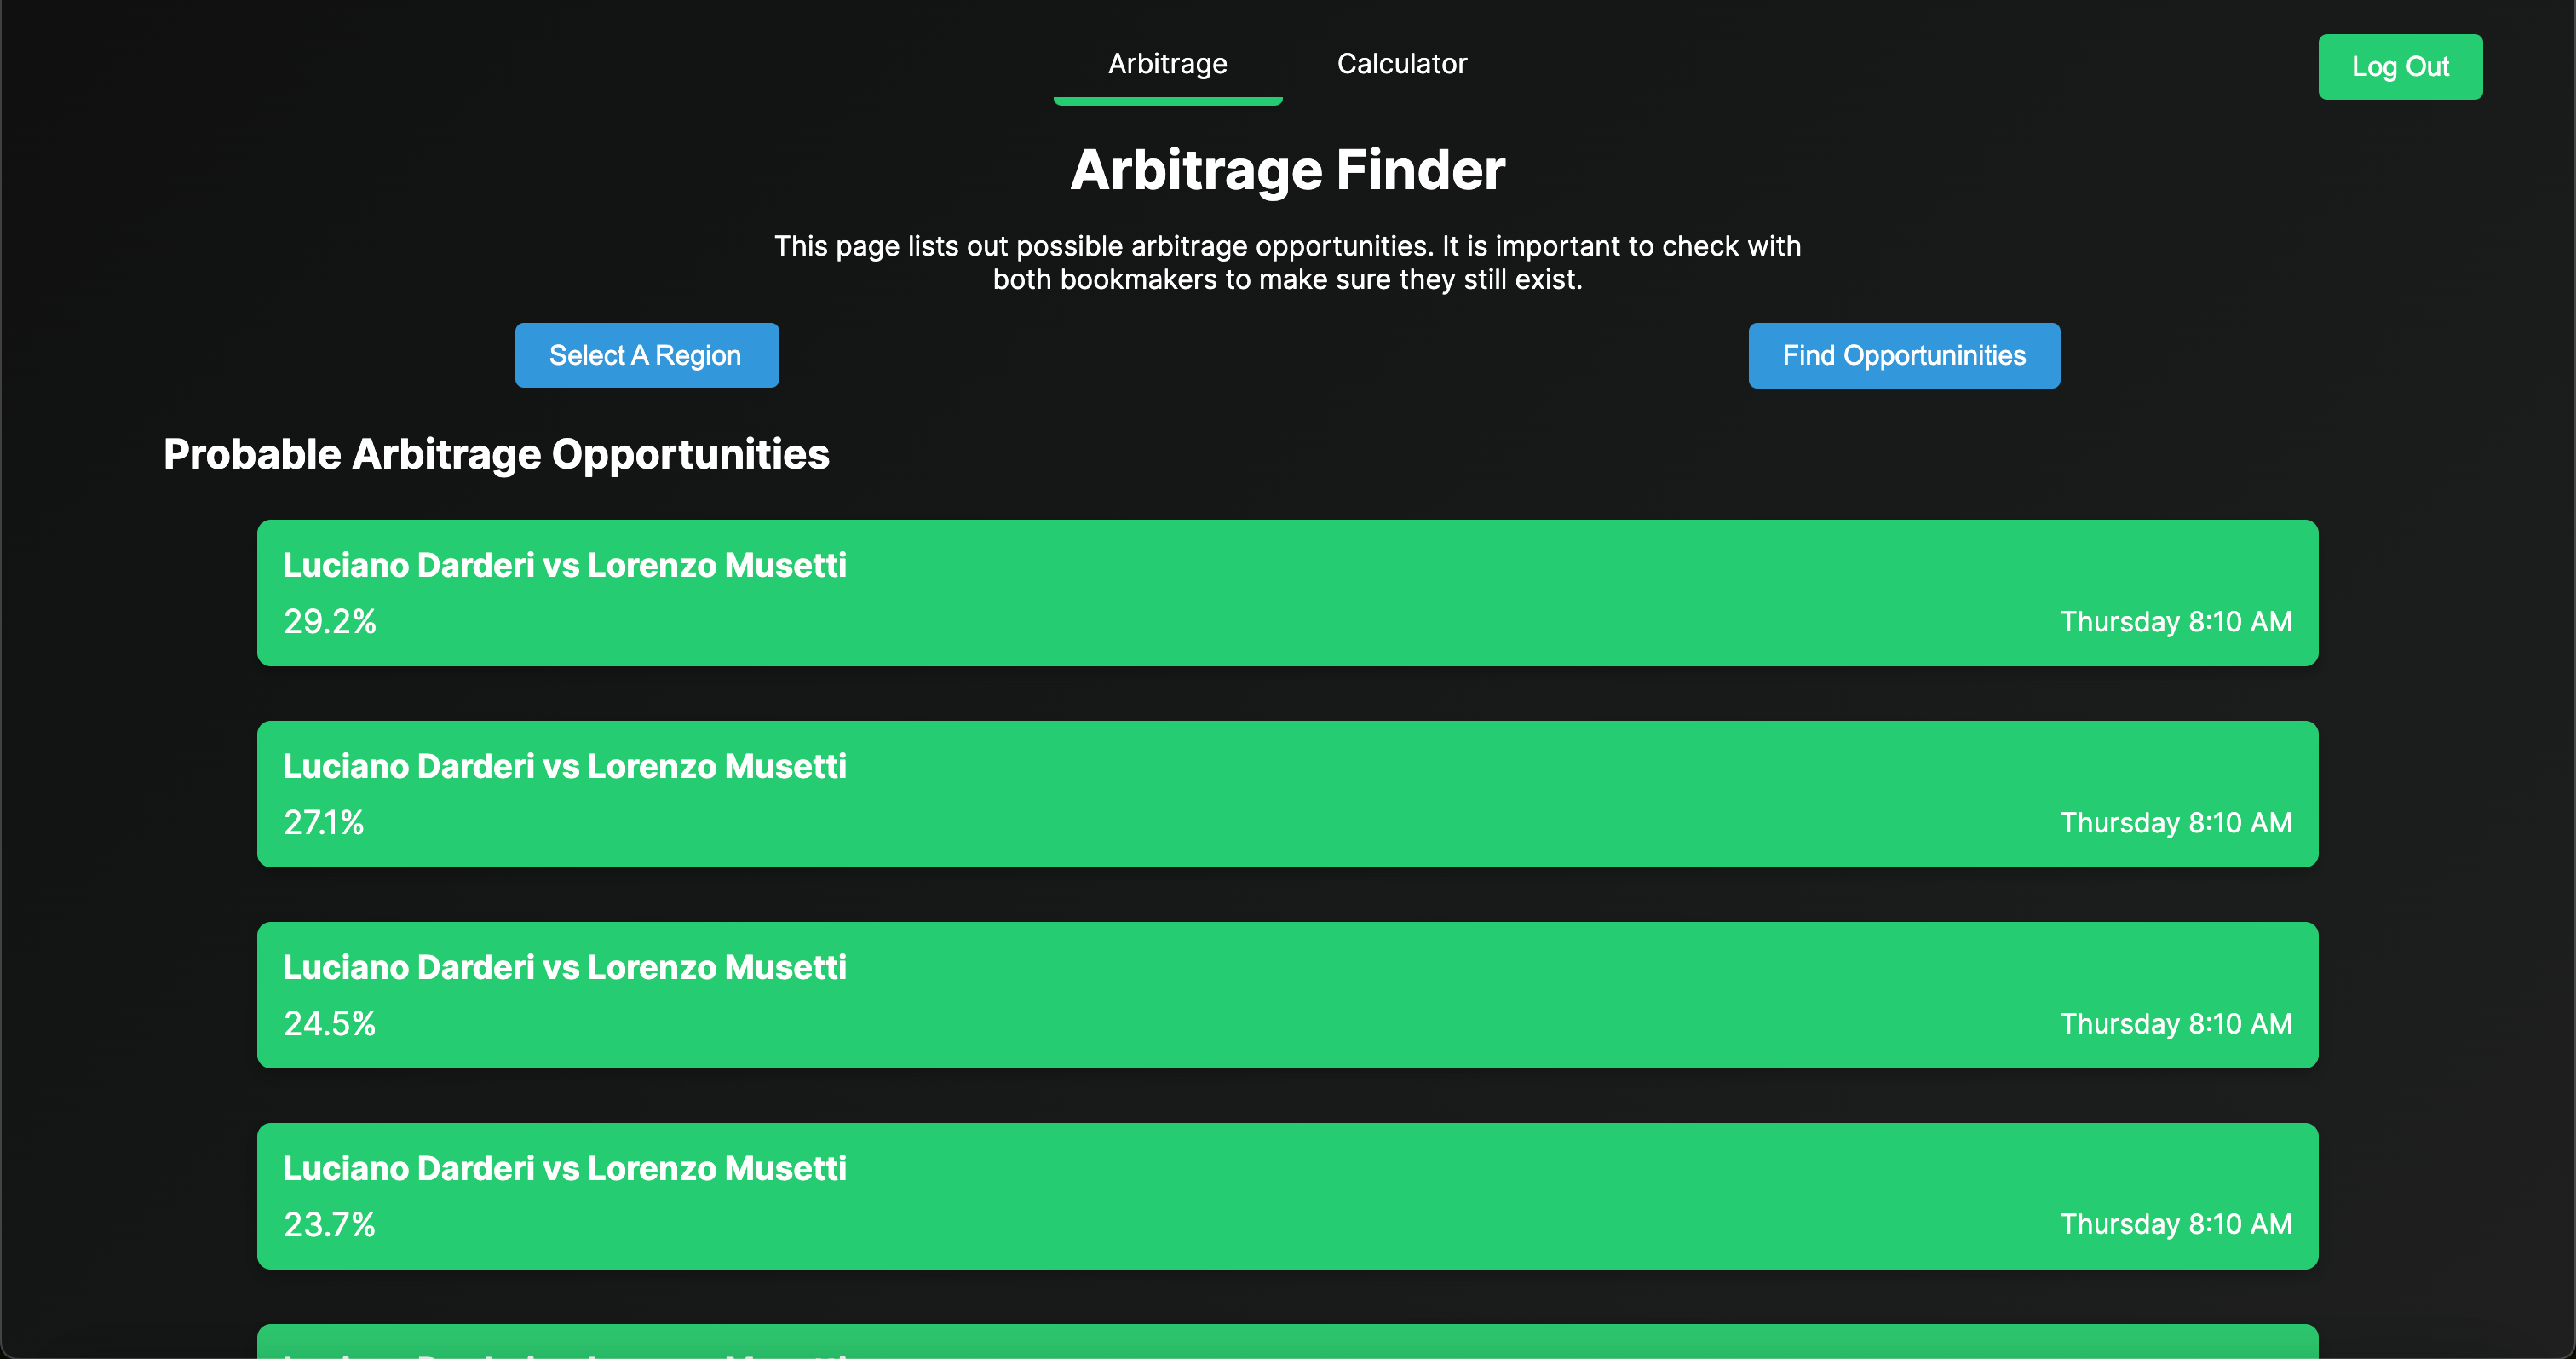 Arbitrage
Calculator
Log Out
Arbitrage Finder
This page lists out possible arbitrage opportunities. It is important to check with
both bookmakers to make sure they still exist.
Select A Region
Find Opportuninities
Probable Arbitrage Opportunities
Luciano Darderi vs Lorenzo Musetti
29.2%
Thursday 8:10 AM
Luciano Darderi vs Lorenzo Musetti
27.1%
Thursday 8:10 AM
Luciano Darderi vs Lorenzo Musetti
24.5%
Thursday 8:10 AM
Luciano Darderi vs Lorenzo Musetti
23.7%
Thursday 8:10 AM